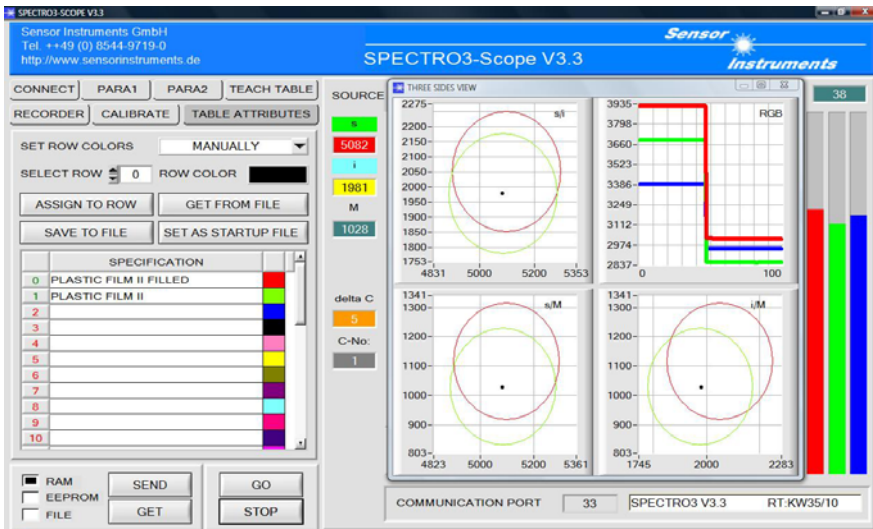 SPECTRO3-SCOPE V3.3
Sensor Instruments GmbH
Tel. ++49 (0) 8544-9719-0
http://www.sensorinstruments.de
SPECTRO3-Scope V3.3
Sensor
Instruments
CONNECT PARA1 PARA2 TEACH TABLE
RECORDER CALIBRATE TABLE ATTRIBUTES
SET ROW COLORS MANUALLY
SELECT ROW 0 ROW COLOR
ASSIGN TO ROW GET FROM FILE
SAVE TO FILE SET AS STARTUP FILE
SPECIFICATION
0 PLASTIC FILM II FILLED
1 PLASTIC FILM II
2
3
4
5
6
7
8
9
10
RAM
EEPROM
FILE
SEND GO
GET STOP
SOURCE
s
5082
i
1981
M
1028
delta C
5
C-No:
1
THREE SIDES VIEW
s/i
2275
2200
2150
2100
2050
2000
1950
1900
1850
1800
1753
4831 5000 5200 5353
RGB
3935
3798
3660
3523
3386
3249
3112
2974
2837
0 100
s/M
1341
1300
1200
1100
1000
900
803
4823 5000 5200 5361
i/M
1341
1300
1200
1100
1000
900
803
1745 2000 2283
38
COMMUNICATION PORT 33 SPECTRO3 V3.3 RT:KW35/10